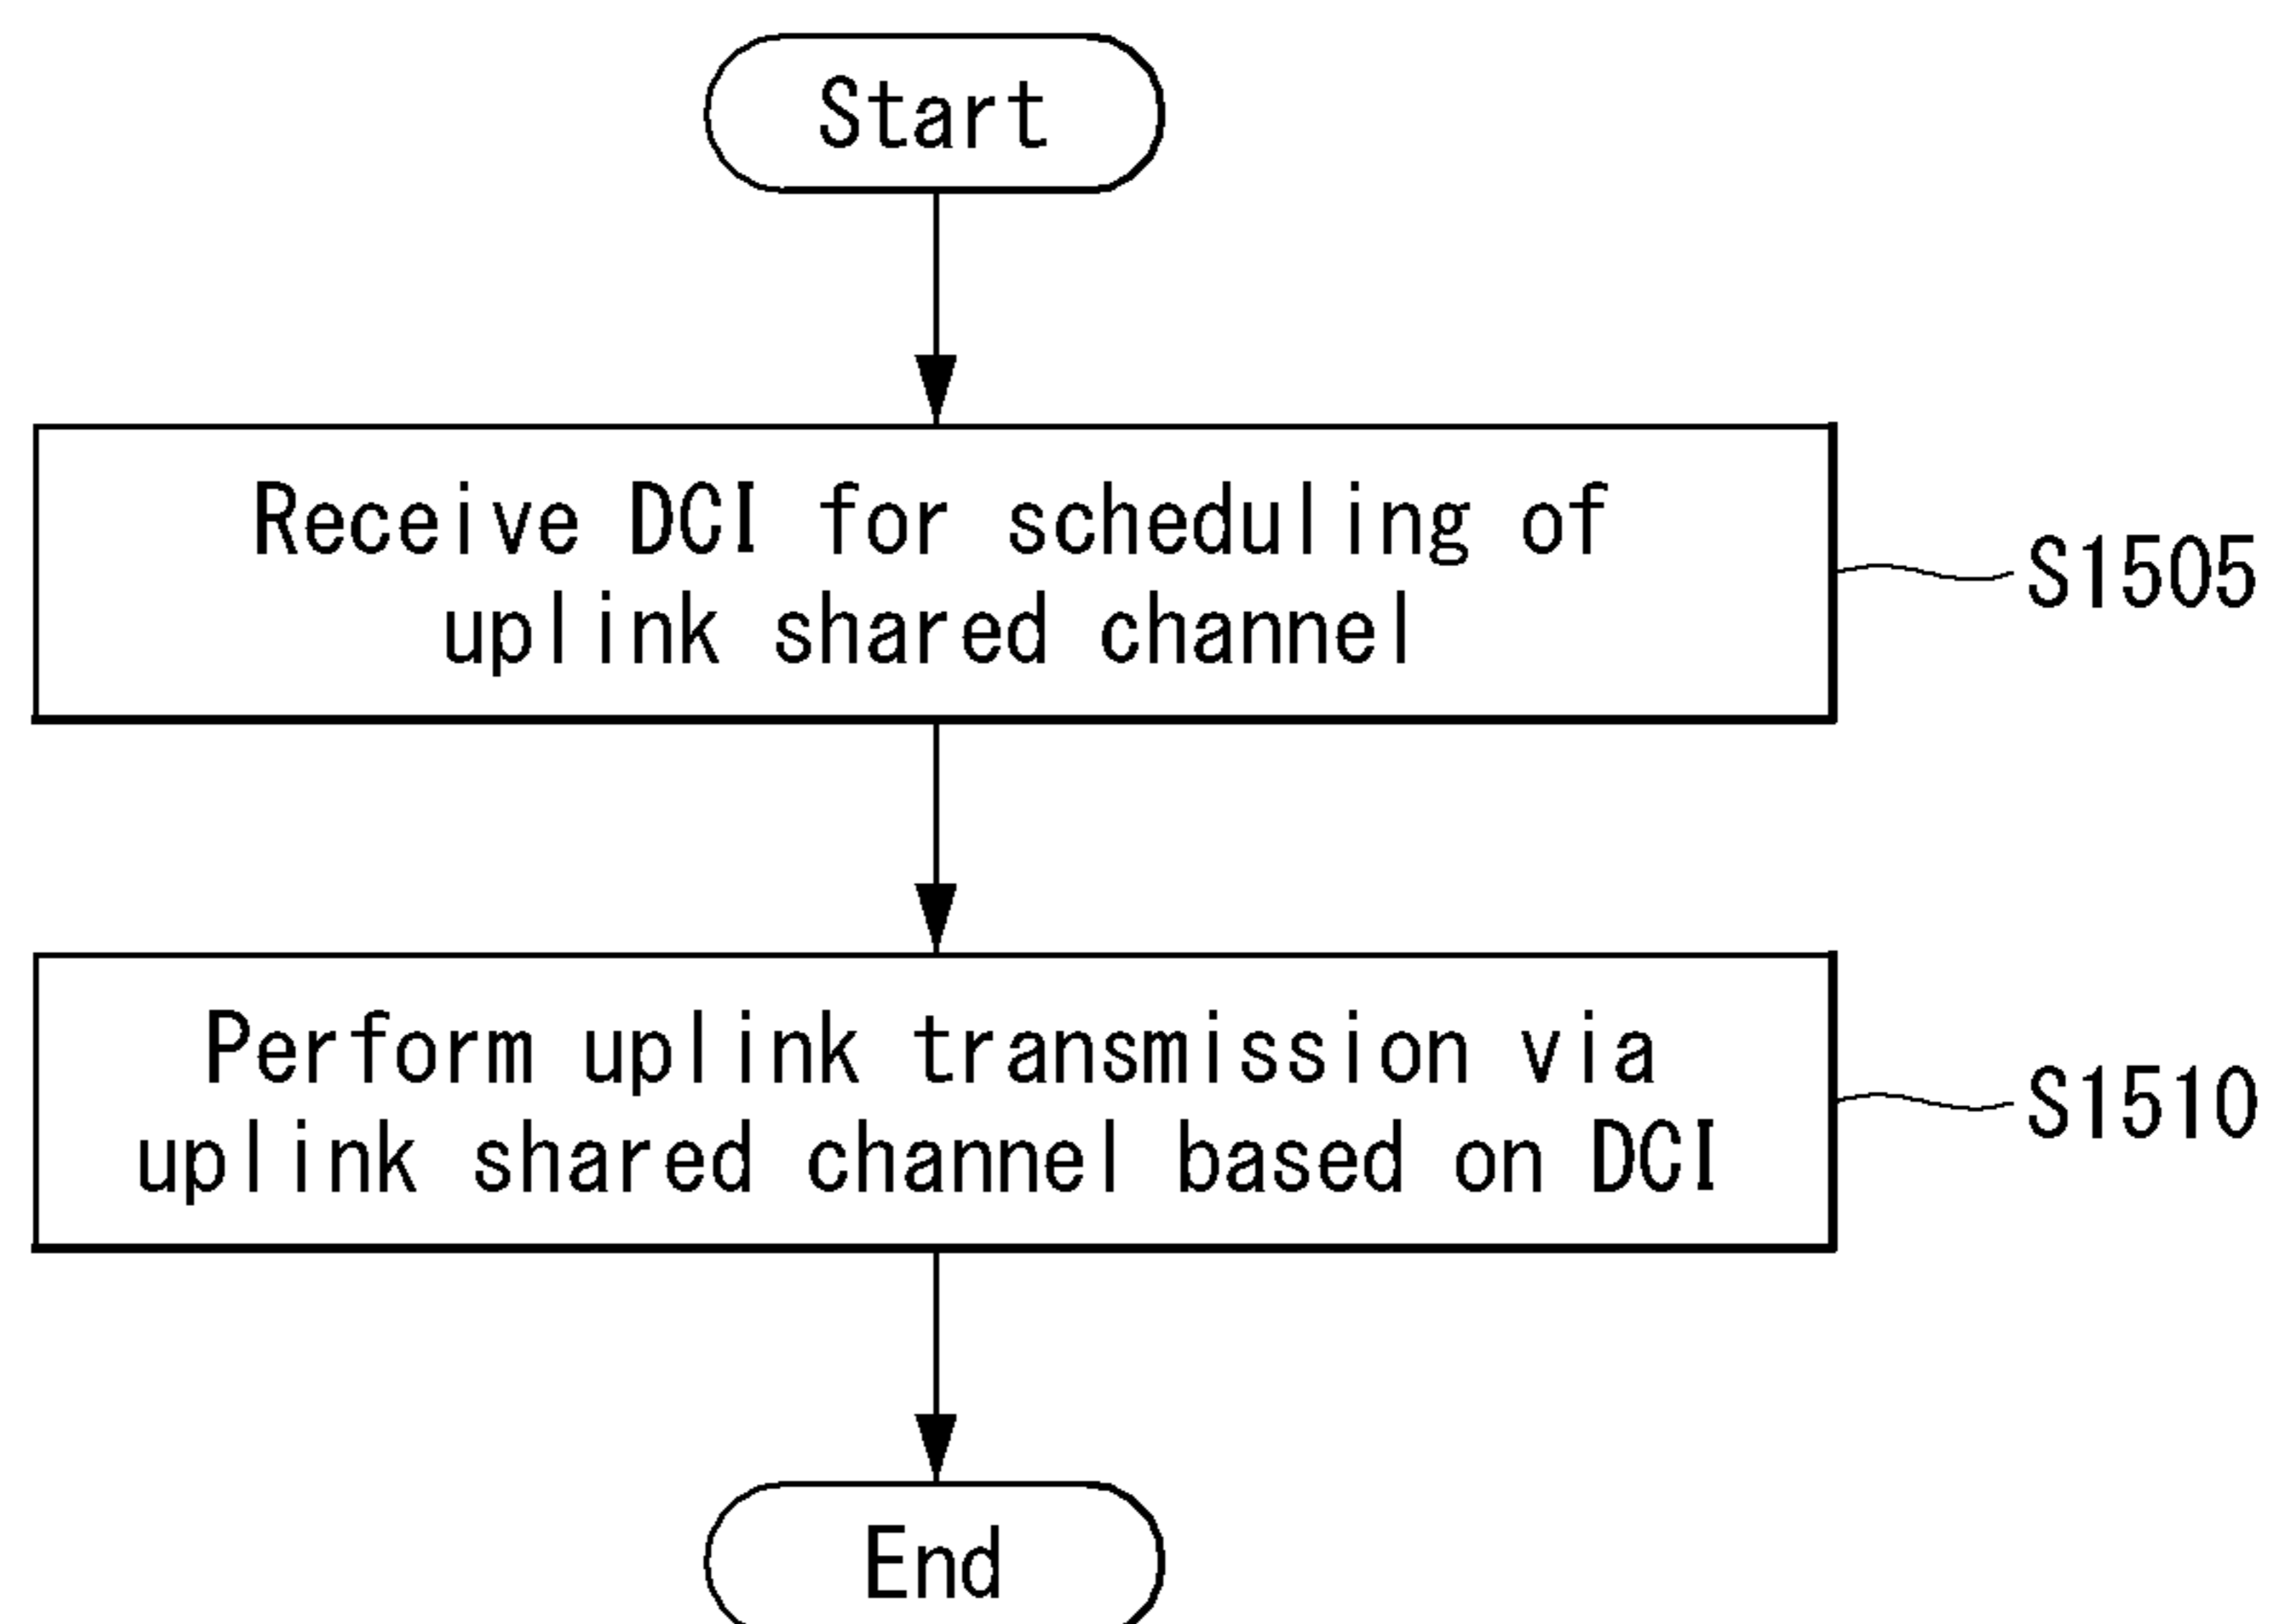 Start
Receive DCI for scheduling of
uplink shared channel
S1505
Perform uplink transmission via
uplink shared channel based on DCI
S1510
End